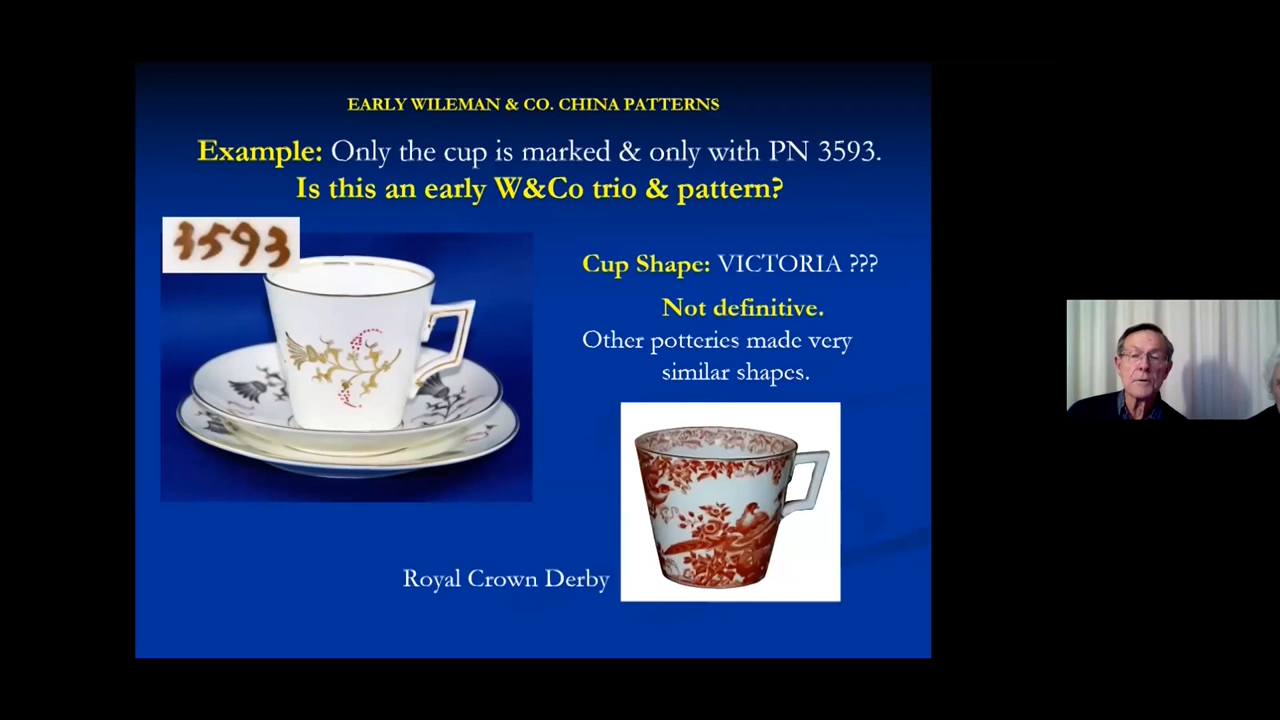 EARLY WILEMAN & CO. CHINA PATTERNS
Example: Only the cup is marked & only with PN 3593.
Is this an early W&Co trio & pattern?
3593
Cup Shape: VICTORIA ???
Not definitive.
Other potteries made very
similar shapes.
Royal Crown Derby